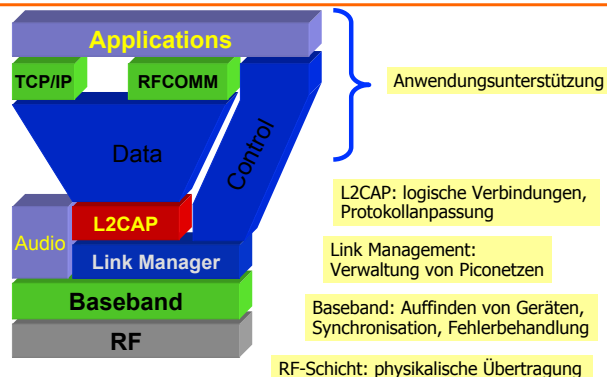 Applications
TCP/IP RFCOMM
Anwendungsunterstützung
Data
Control
L2CAP: logische Verbindungen,
Protokollanpassung
Audio
L2CAP
Link Manager
Link Management:
Verwaltung von Piconetzen
Baseband
Baseband: Auffinden von Geräten,
Synchronisation, Fehlerbehandlung
RF
RF-Schicht: physikalische Übertragung